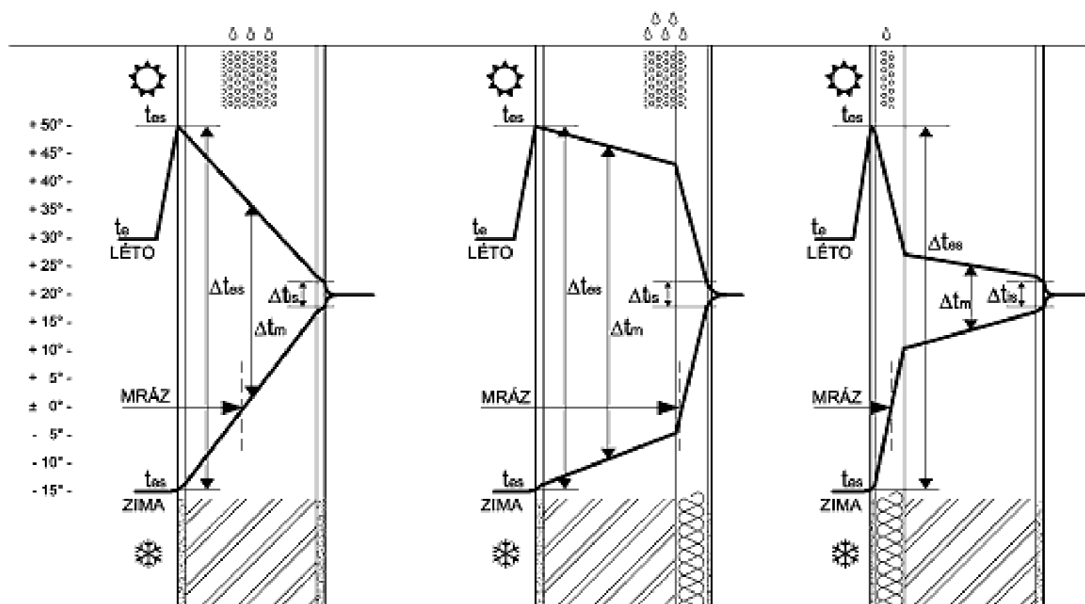 tes
tes
tes
+ 50° -
+ 45° -
+ 40° -
+ 35° -
+ 30° -
+ 25° -
+ 20° -
+ 15° -
+ 10° -
+ 5° -
± 0° -
- 5° -
- 10° -
- 15° -
te
LÉTO
Δtes
Δtis
Δtm
MRÁZ
tes
ZIMA
te
LÉTO
Δtes
Δtis
Δtm
MRÁZ
tes
ZIMA
te
LÉTO
Δtes
Δtis
Δtm
MRÁZ
tes
ZIMA